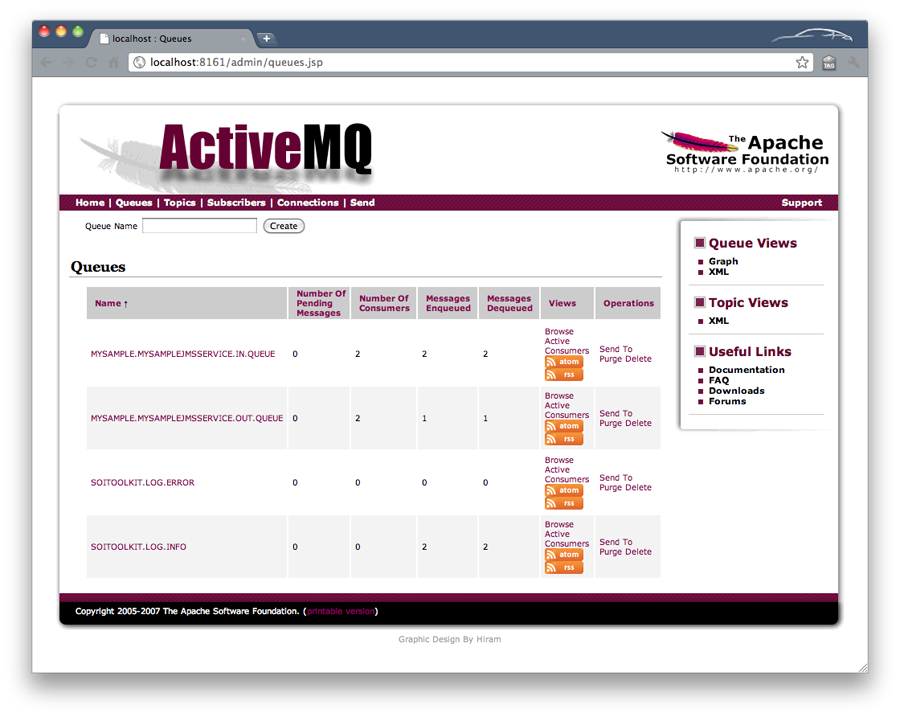 localhost : Queues
localhost:8161/admin/queues.jsp
ActiveMQ
The Apache
Software Foundation
http://www.apache.org/
Home | Queues | Topics | Subscribers | Connections | Send
Support
Queue Name
Create
Queues
Name ↑
Number Of
Pending
Messages
Number Of
Consumers
Messages
Enqueued
Messages
Dequeued
Views
Operations
MYSAMPLE.MYSAMPLEJMSSERVICE.IN.QUEUE
0
2
2
2
Browse
Active
Consumers
atom
rss
Send To
Purge Delete
MYSAMPLE.MYSAMPLEJMSSERVICE.OUT.QUEUE
0
2
1
1
Browse
Active
Consumers
atom
rss
Send To
Purge Delete
SOITOOLKIT.LOG.ERROR
0
0
0
0
Browse
Active
Consumers
atom
rss
Send To
Purge Delete
SOITOOLKIT.LOG.INFO
0
0
2
2
Browse
Active
Consumers
atom
rss
Send To
Purge Delete
Queue Views
Graph
XML
Topic Views
XML
Useful Links
Documentation
FAQ
Downloads
Forums
Copyright 2005-2007 The Apache Software Foundation. (printable version)
Graphic Design By Hiram